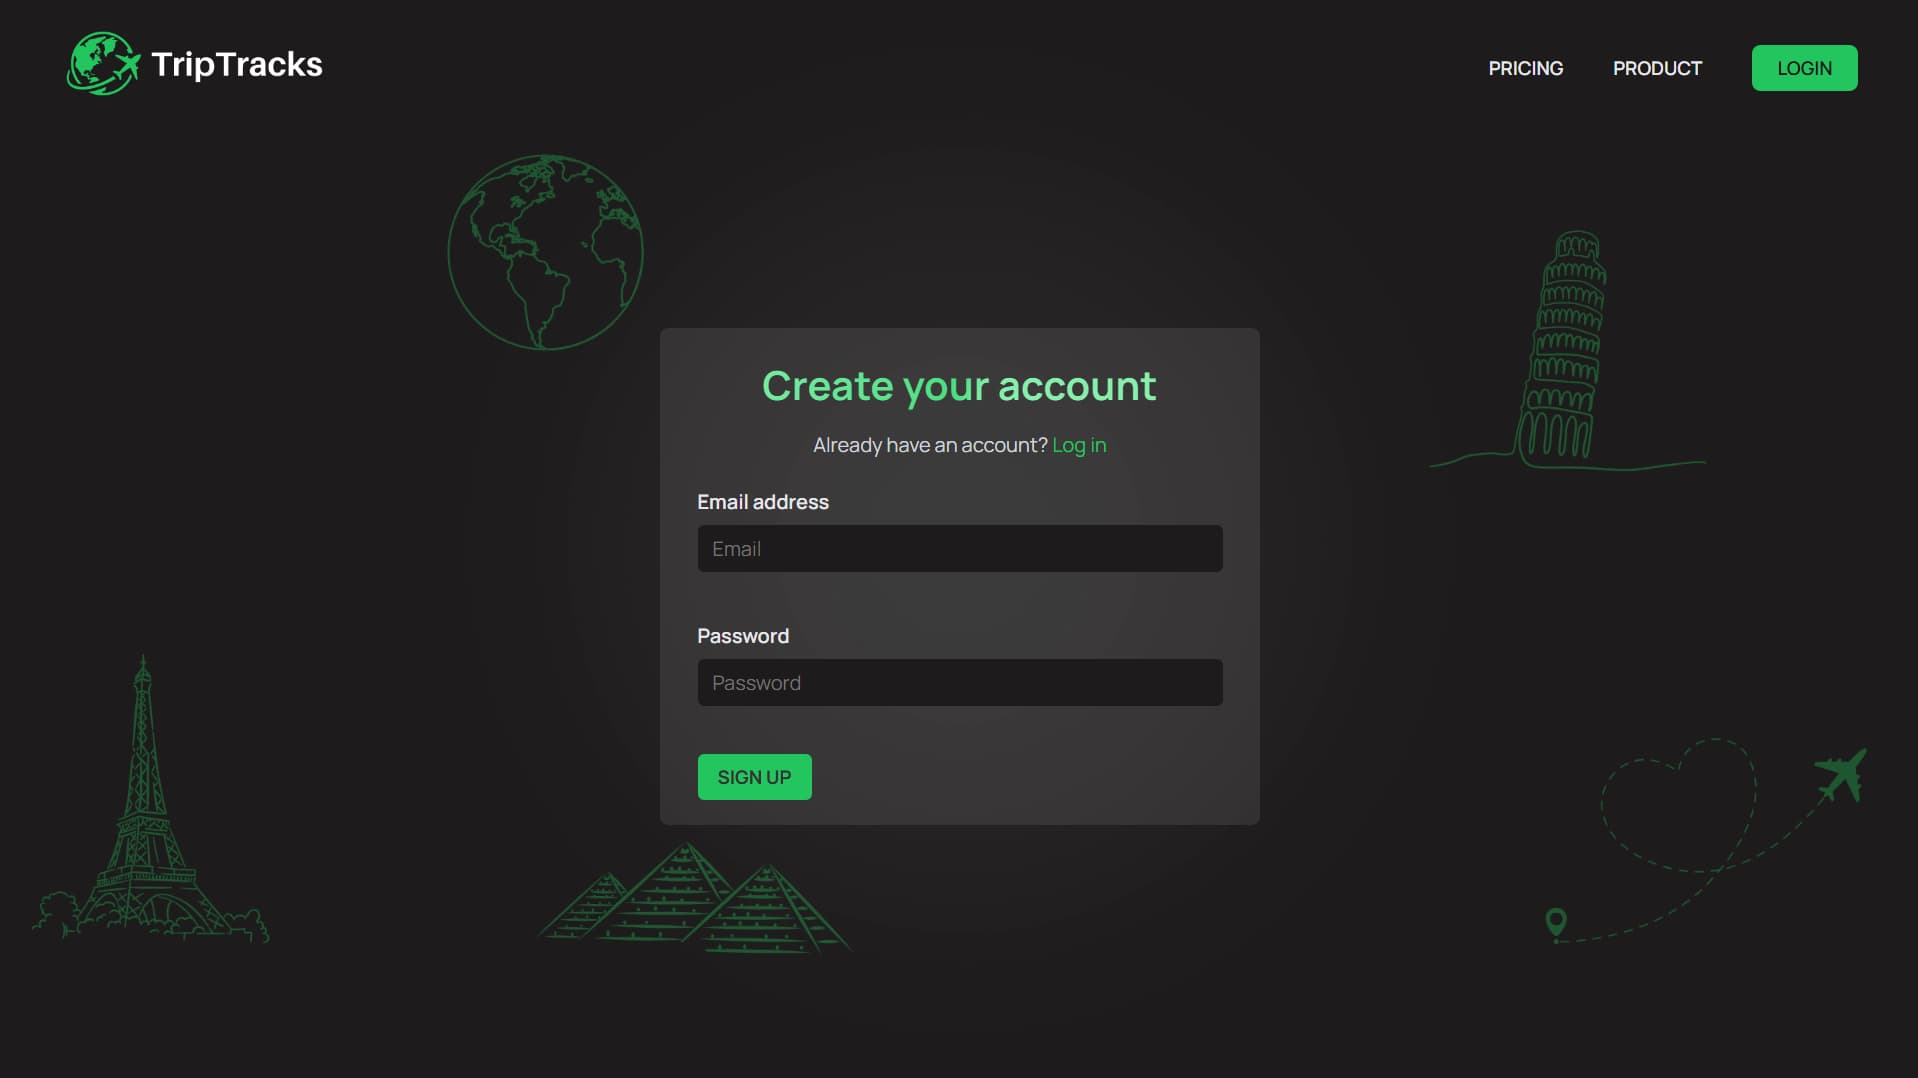 TripTracks
PRICING
PRODUCT
LOGIN
Create your account
Already have an account? Log in
Email address
Email
Password
Password
SIGN UP